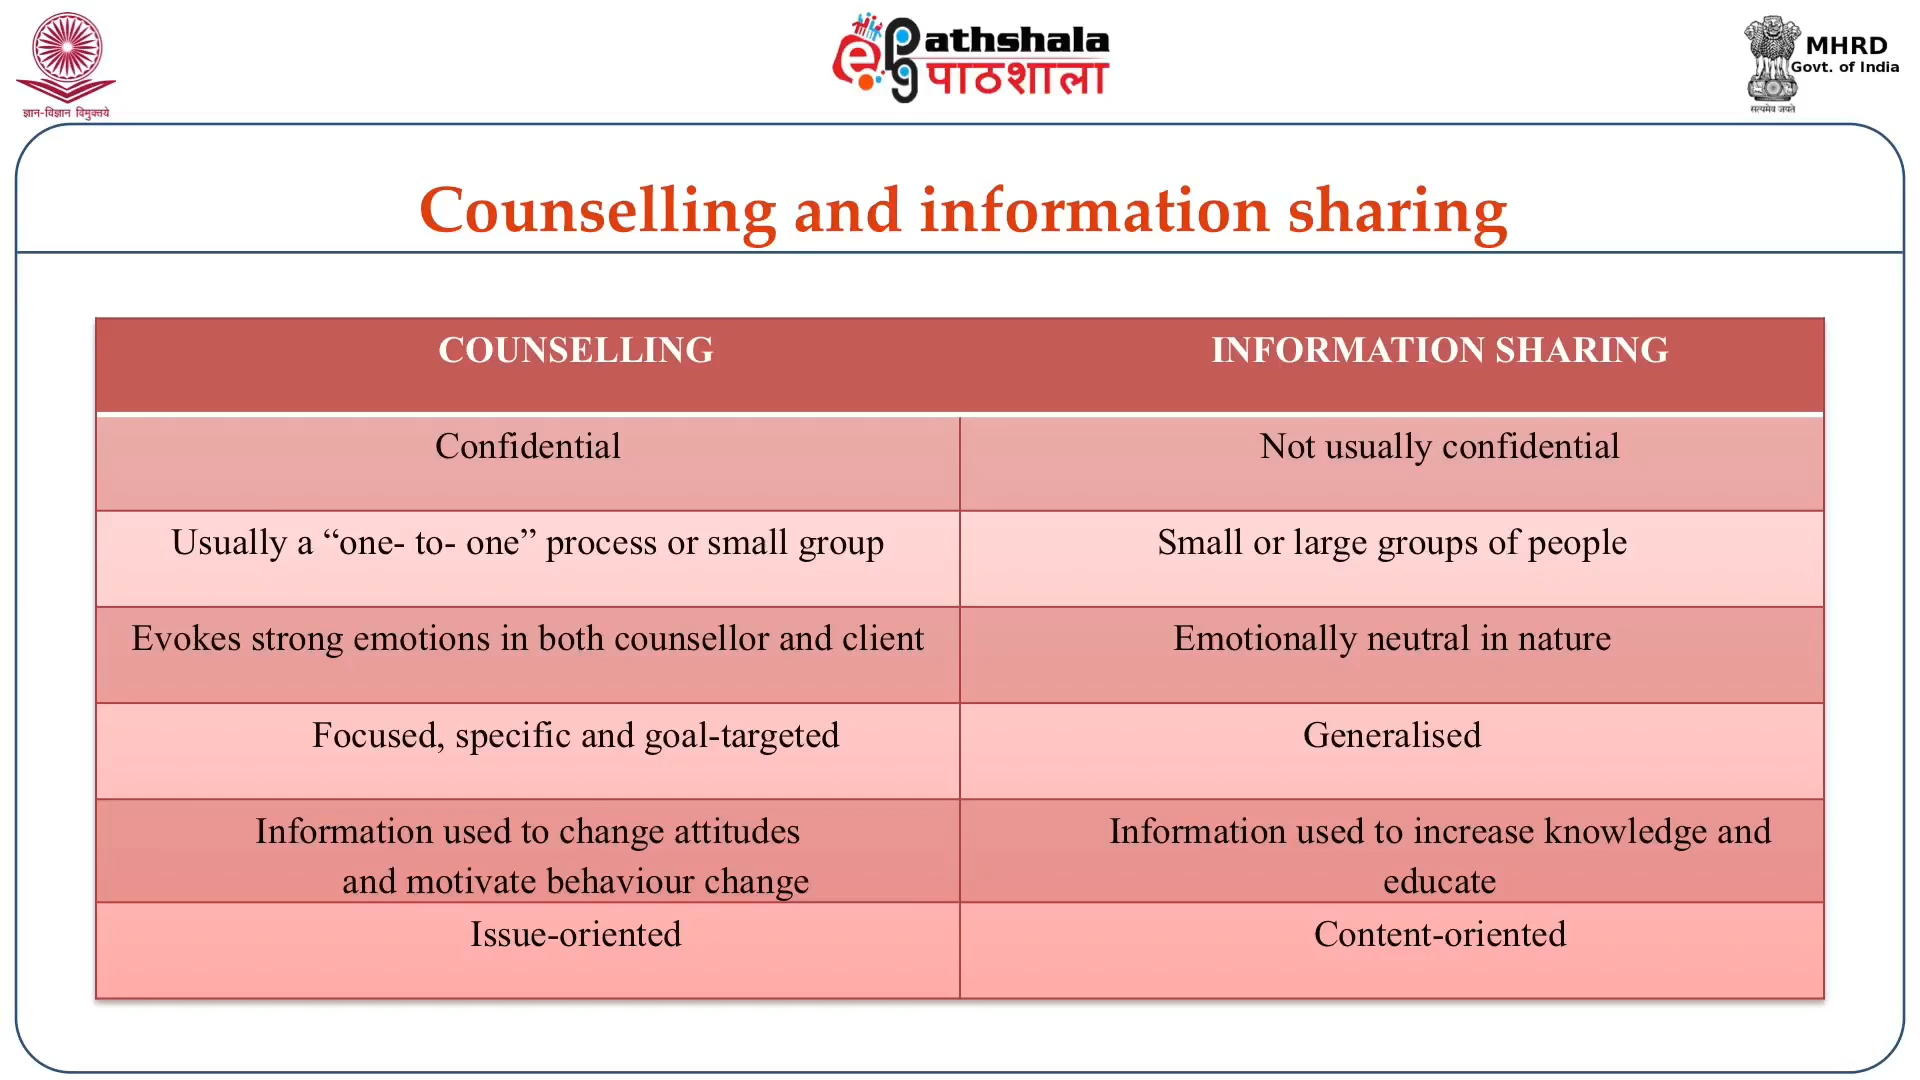 ज्ञान-विज्ञान विमुक्तये
ePathshala
पाठशाला
MHRD
Govt. of India
सत्यमेव जयते
Counselling and information sharing
COUNSELLING
INFORMATION SHARING
Confidential
Not usually confidential
Usually a “one- to- one” process or small group
Small or large groups of people
Evokes strong emotions in both counsellor and client
Emotionally neutral in nature
Focused, specific and goal-targeted
Generalised
Information used to change attitudes
and motivate behaviour change
Information used to increase knowledge and
educate
Issue-oriented
Content-oriented